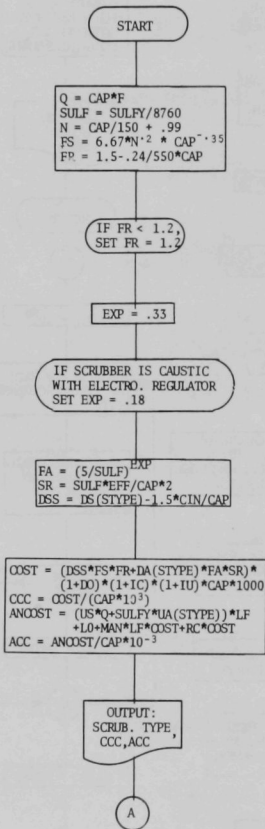 START
Q = CAP*F
SULF = SULFY/8760
N = CAP/150 + .99
FS = 6.67*N·2 * CAP-·35
FR = 1.5-.24/550*CAP
IF FR < 1.2,
SET FR = 1.2
EXP = .33
IF SCRUBBER IS CAUSTIC
WITH ELECTRO. REGULATOR
SET EXP = .18
FA = (5/SULF)EXP
SR = SULF*EFF/CAP*2
DSS = DS(STYPE)-1.5*CIN/CAP
COST = (DSS*FS*FR+DA(STYPE)*FA*SR)*
(1+DO)*(1+IC)*(1+IU)*CAP*1000
CCC = COST/(CAP*10³)
ANCOST = (US*Q+SULFY*UA(STYPE))*LF
+LO+MAN*LF*COST+RC*COST
ACC = ANCOST/CAP*10-3
OUTPUT:
SCRUB. TYPE,
CCC,ACC
A